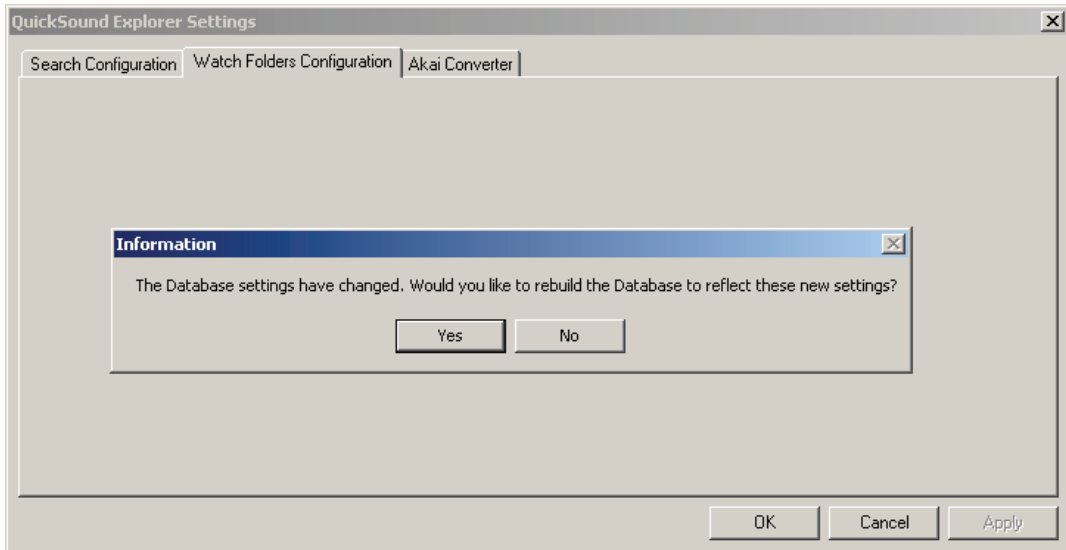 QuickSound Explorer Settings
Search Configuration Watch Folders Configuration Akai Converter
Information
The Database settings have changed. Would you like to rebuild the Database to reflect these new settings?
Yes No
OK Cancel Apply